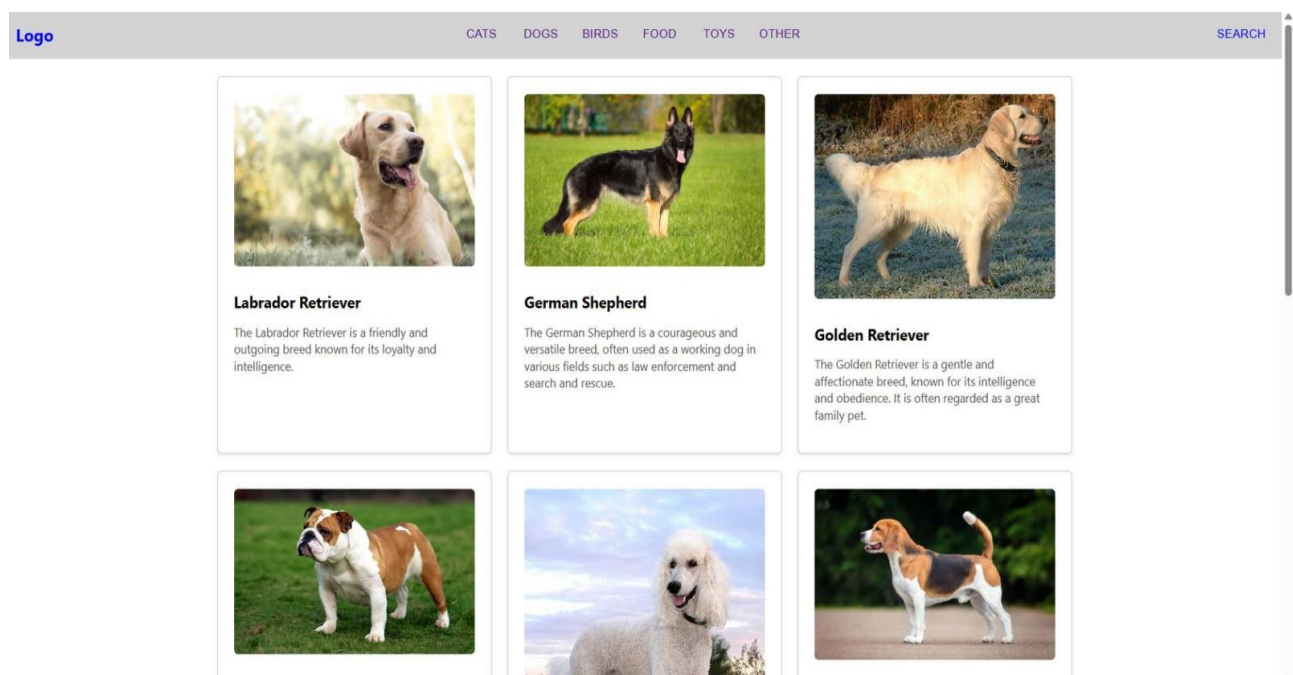 Logo
CATS DOGS BIRDS FOOD TOYS OTHER
SEARCH
Labrador Retriever
The Labrador Retriever is a friendly and
outgoing breed known for its loyalty and
intelligence.
German Shepherd
The German Shepherd is a courageous and
versatile breed, often used as a working dog in
various fields such as law enforcement and
search and rescue.
Golden Retriever
The Golden Retriever is a gentle and
affectionate breed, known for its intelligence
and obedience. It is often regarded as a great
family pet.